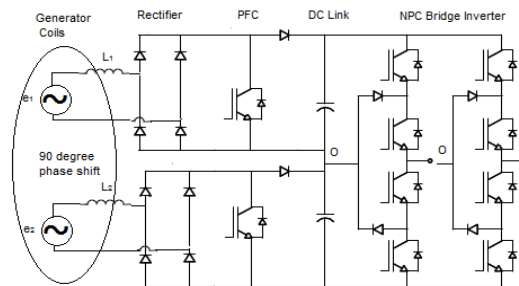 Generator
Coils
Rectifier
PFC
DC Link
NPC Bridge Inverter
L1
e1
O
O
90 degree
phase shift
L2
e2